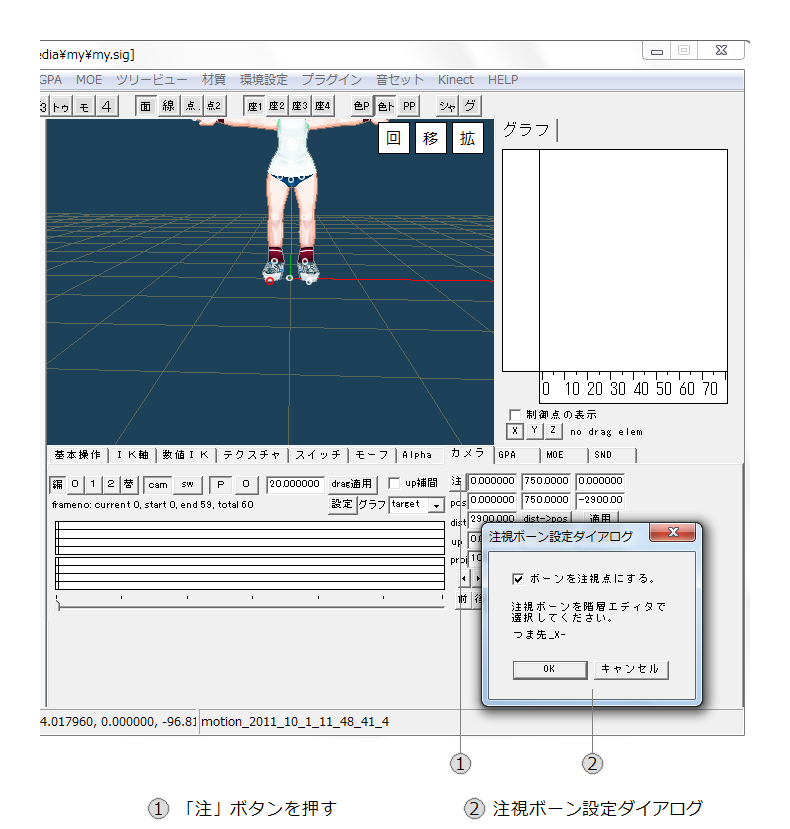 dia¥my¥my.sig]
GPA MOE ツリービュー 材質 環境設定 プラグイン 音セット Kinect HELP
3 トゥ モ 4 面 線 点. 点2 座1 座2 座3 座4 色P 色ト PP シャ グ
回 移 拡
グラフ
0 10 20 30 40 50 60 70
制御点の表示
X Y Z no drag elem
基本操作 IK軸 数値IK テクスチャ スイッチ モーフ Alpha カメラ GPA MOE SND
編 0 1 2 替 cam sw P O 20.000000 drag適用 up補間 注 0.000000 750.0000 0.000000
frameno: current 0, start 0, end 59, total 60 設定 グラフ target pos 0.000000 750.0000 -2900.00
dist 2900.000 dist->pos 適用
up 0.0
proj 10
前 後
注視ボーン設定ダイアログ
ボーンを注視点にする。
注視ボーンを階層エディタで
選択してください。
つま先_X-
OK キャンセル
4.017960, 0.000000, -96.81 motion_2011_10_1_11_48_41_4
1 2
1 「注」ボタンを押す 2 注視ボーン設定ダイアログ